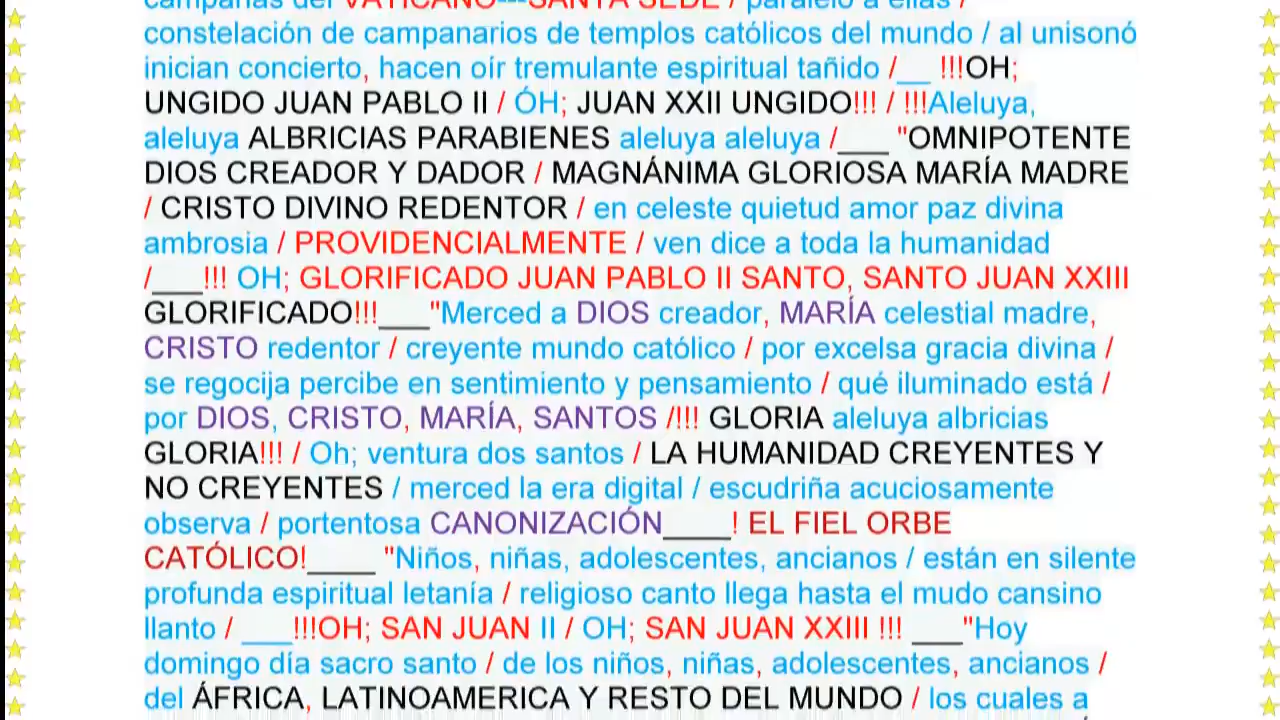 campañas del VATICANO---SANTA SEDE / paralelo a ellas /
constelación de campanarios de templos católicos del mundo / al unisonó
inician concierto, hacen oír tremulante espiritual tañido /__ !!!OH;
UNGIDO JUAN PABLO II / ÓH; JUAN XXII UNGIDO!!! / !!!Aleluya,
aleluya ALBRICIAS PARABIENES aleluya aleluya /___ "OMNIPOTENTE
DIOS CREADOR Y DADOR / MAGNÁNIMA GLORIOSA MARÍA MADRE
/ CRISTO DIVINO REDENTOR / en celeste quietud amor paz divina
ambrosia / PROVIDENCIALMENTE / ven dice a toda la humanidad
/___!!! OH; GLORIFICADO JUAN PABLO II SANTO, SANTO JUAN XXIII
GLORIFICADO!!!___"Merced a DIOS creador, MARÍA celestial madre,
CRISTO redentor / creyente mundo católico / por excelsa gracia divina /
se regocija percibe en sentimiento y pensamiento / qué iluminado está /
por DIOS, CRISTO, MARÍA, SANTOS /!!! GLORIA aleluya albricias
GLORIA!!! / Oh; ventura dos santos / LA HUMANIDAD CREYENTES Y
NO CREYENTES / merced la era digital / escudriña acuciosamente
observa / portentosa CANONIZACIÓN____! EL FIEL ORBE
CATÓLICO!____ "Niños, niñas, adolescentes, ancianos / están en silente
profunda espiritual letanía / religioso canto llega hasta el mudo cansino
llanto / ___!!!OH; SAN JUAN II / OH; SAN JUAN XXIII !!! ___"Hoy
domingo día sacro santo / de los niños, niñas, adolescentes, ancianos /
del ÁFRICA, LATINOAMERICA Y RESTO DEL MUNDO / los cuales a